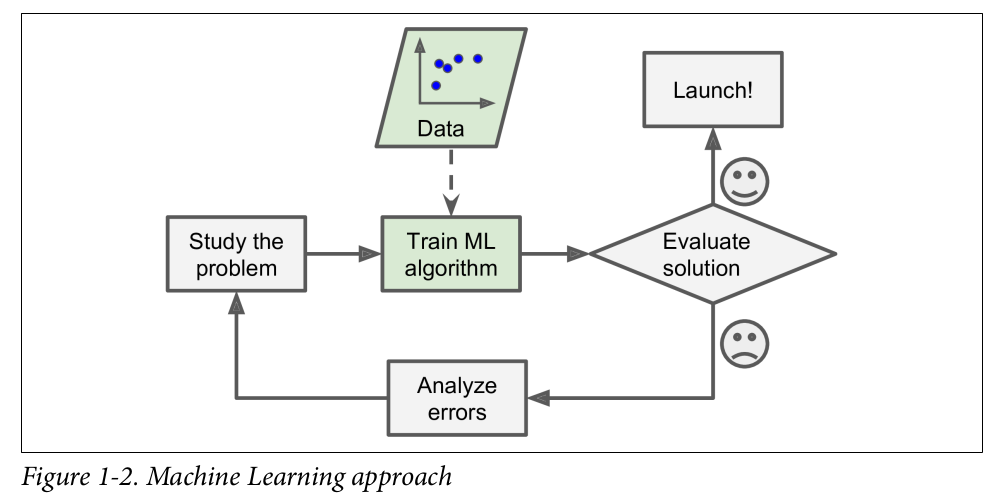 Data
Launch!
Study the
problem
Train ML
algorithm
Evaluate
solution
Analyze
errors
Figure 1-2. Machine Learning approach